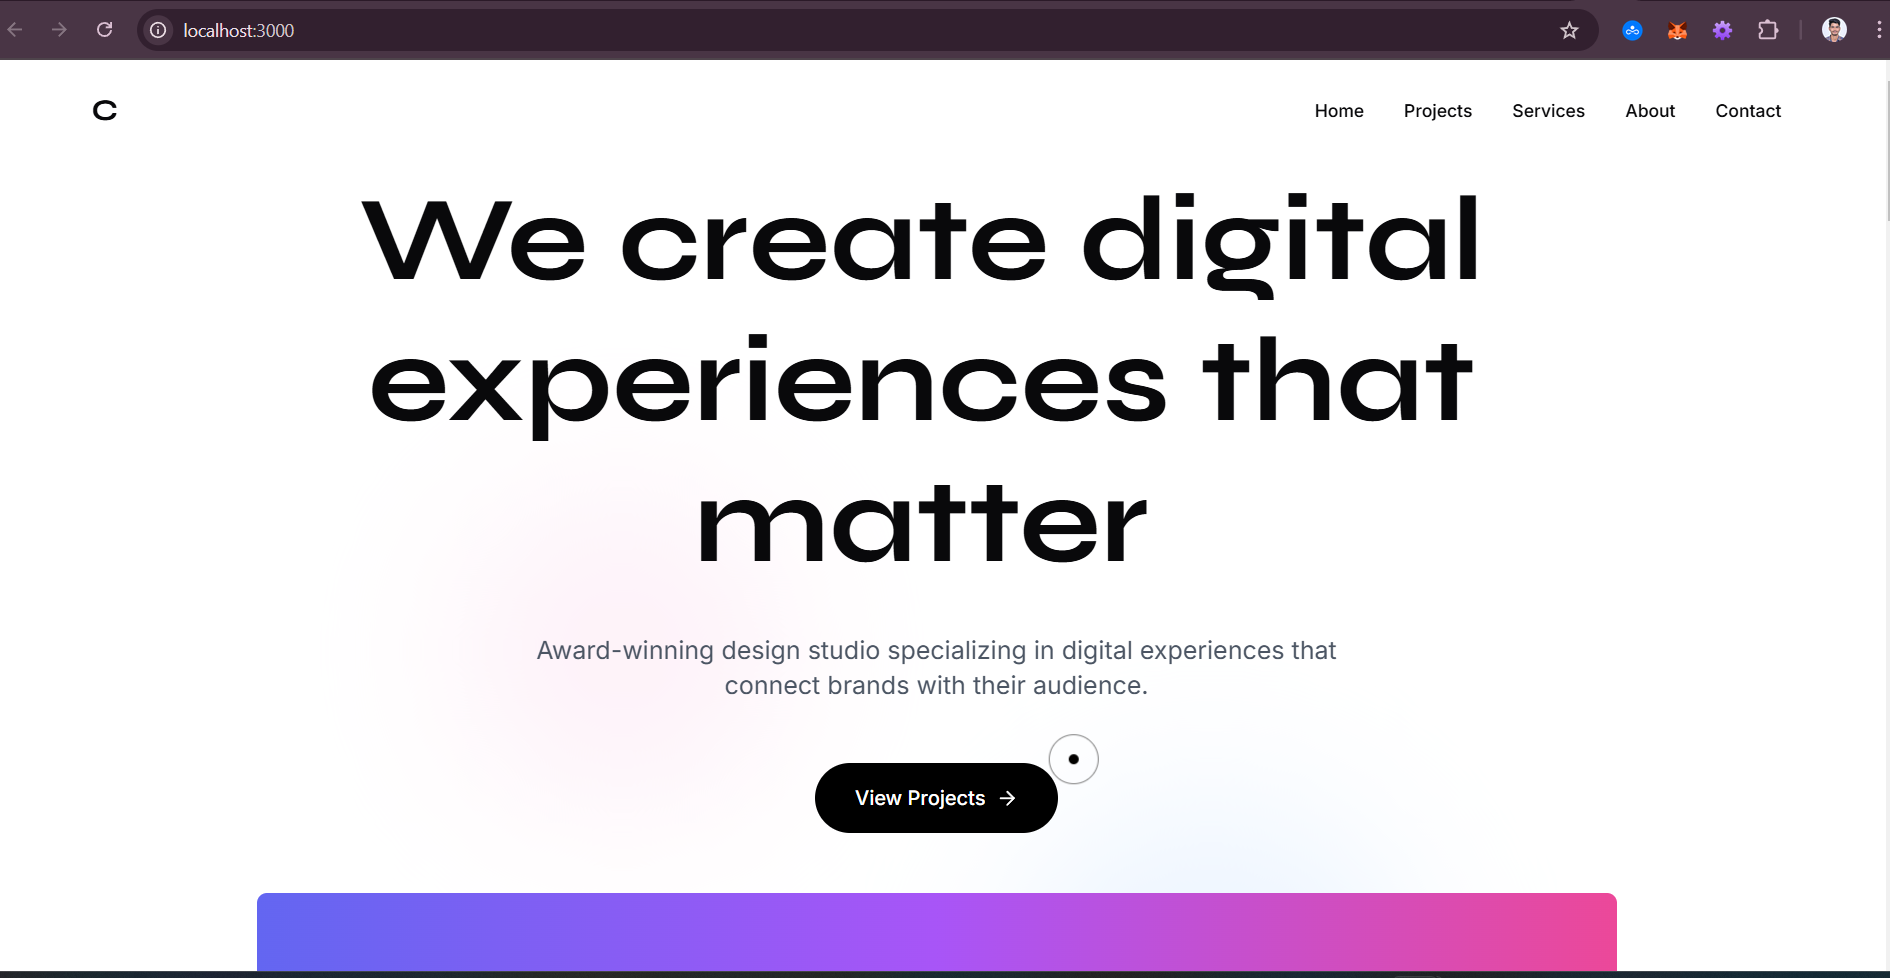 localhost:3000
C
Home Projects Services About Contact
We create digital
experiences that
matter
Award-winning design studio specializing in digital experiences that
connect brands with their audience.
View Projects →